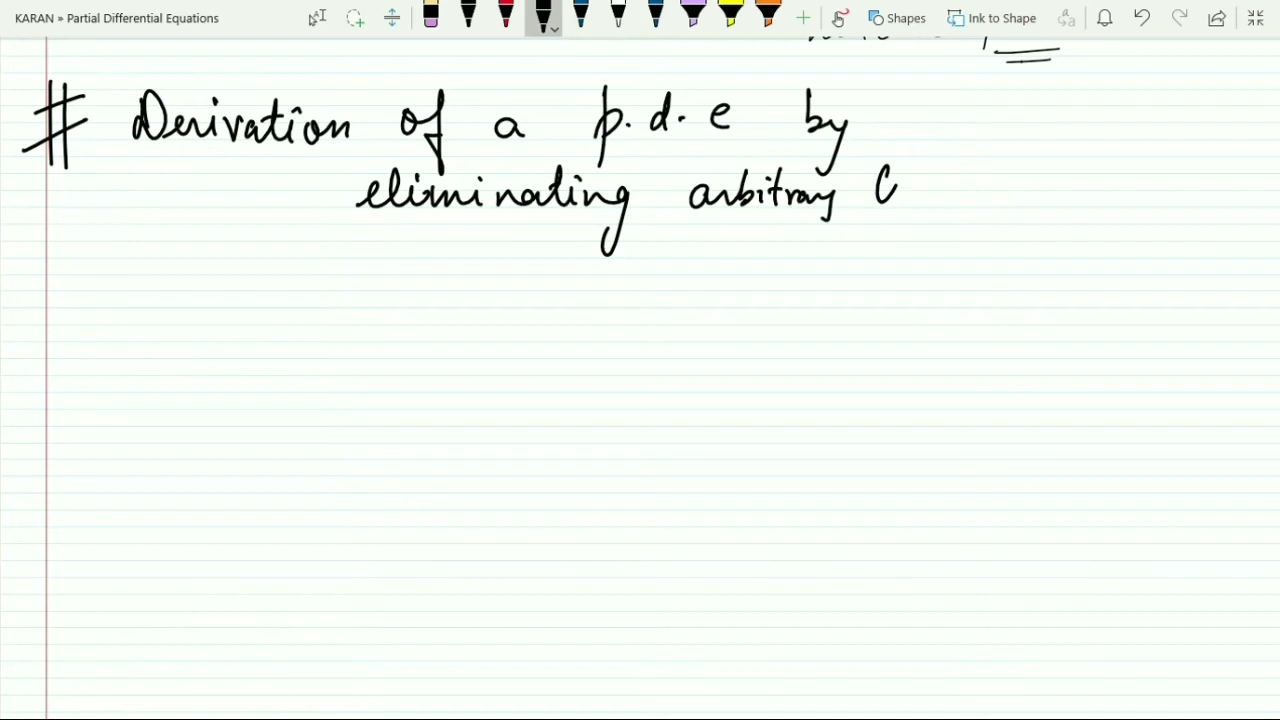 KARAN » Partial Differential Equations
Shapes
Ink to Shape
# Derivation of a p.d.e by
eliminating arbitrary C